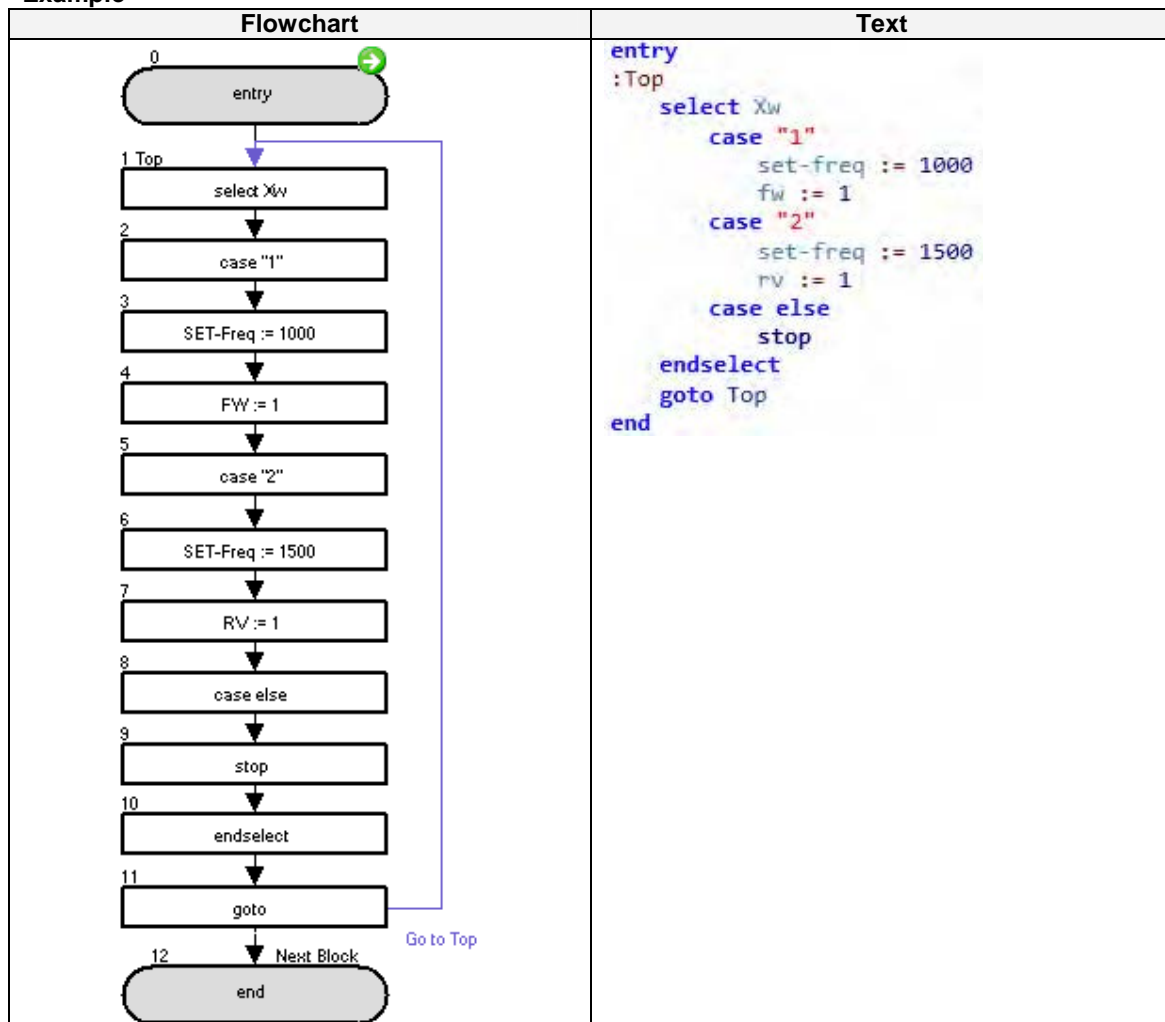 Example
Flowchart
Text
0
entry
1 Top
select Xw
2
case "1"
3
SET-Freq := 1000
4
FW := 1
5
case "2"
6
SET-Freq := 1500
7
RV := 1
8
case else
9
stop
10
endselect
11
goto
Go to Top
12 Next Block
end
entry
:Top
select Xw
case "1"
set-freq := 1000
fw := 1
case "2"
set-freq := 1500
rv := 1
case else
stop
endselect
goto Top
end